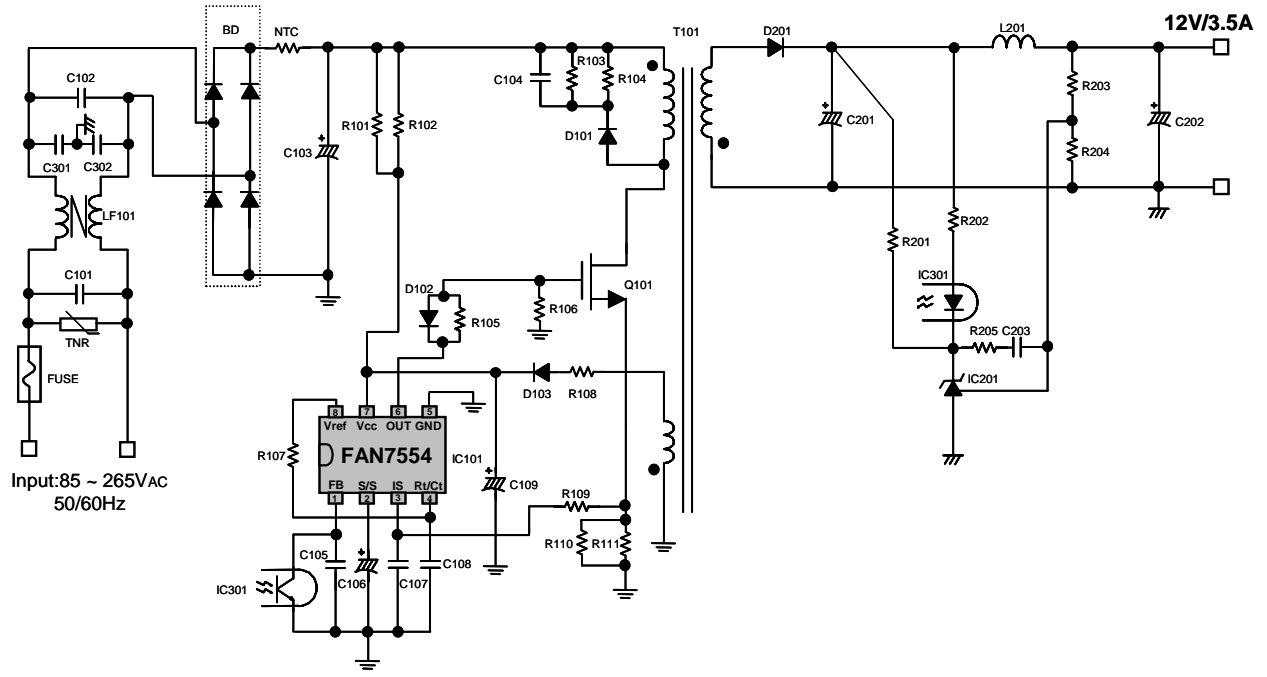 12V/3.5A
T101
BD
NTC
D201
L201
C102
C104
R103
R104
R203
C301
C302
R101
R102
C103
D101
C201
R204
C202
LF101
R202
R201
C101
D102
R105
R106
Q101
IC301
TNR
R205
C203
FUSE
D103
R108
IC201
8
7
6
5
Vref
Vcc
OUT
GND
R107
FAN7554
IC101
Input:85 ~ 265VAC
50/60Hz
FB
S/S
IS
Rt/Ct
1
2
3
4
C109
R109
R110
R111
C105
C106
C107
C108
IC301